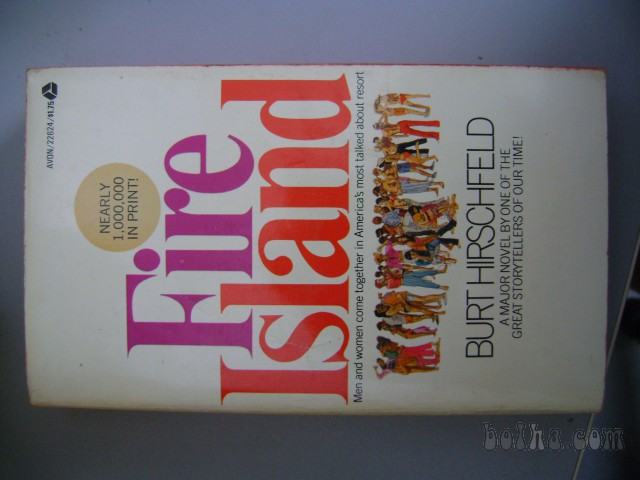 AVON/22624/$1.75
NEARLY
1,000,000
IN PRINT!
Fire
Island
Men and women come together in America's most talked about resort
BURT HIRSCHFELD
A MAJOR NOVEL BY ONE OF THE
GREAT STORYTELLERS OF OUR TIME!
bolha.com